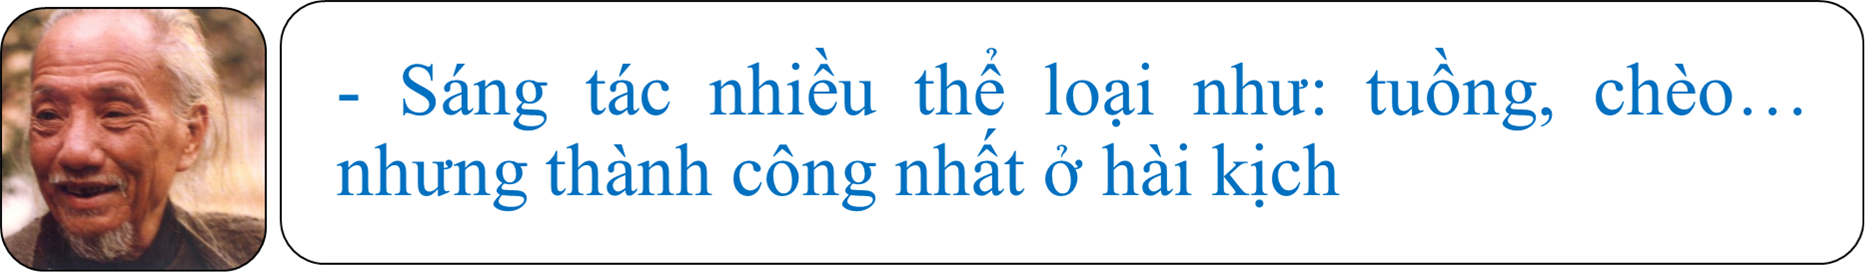 - Sáng tác nhiều thể loại như: tuồng, chèo…
nhưng thành công nhất ở hài kịch